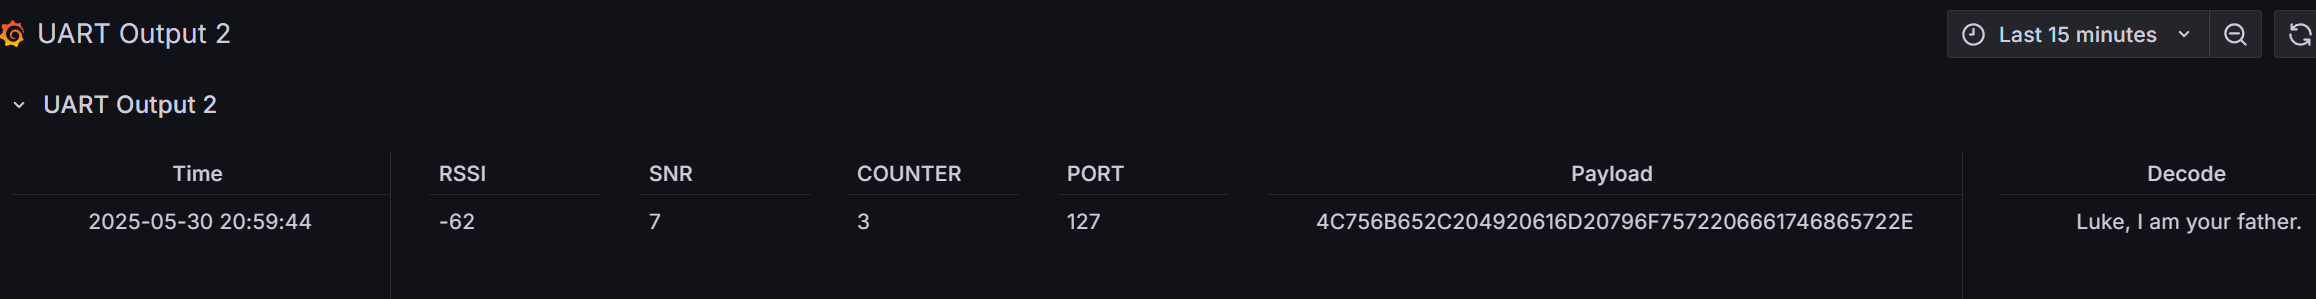 UART Output 2
Last 15 minutes
UART Output 2
Time RSSI SNR COUNTER PORT Payload Decode
2025-05-30 20:59:44 -62 7 3 127 4C756B652C204920616D20796F7572206661746865722E Luke, I am your father.